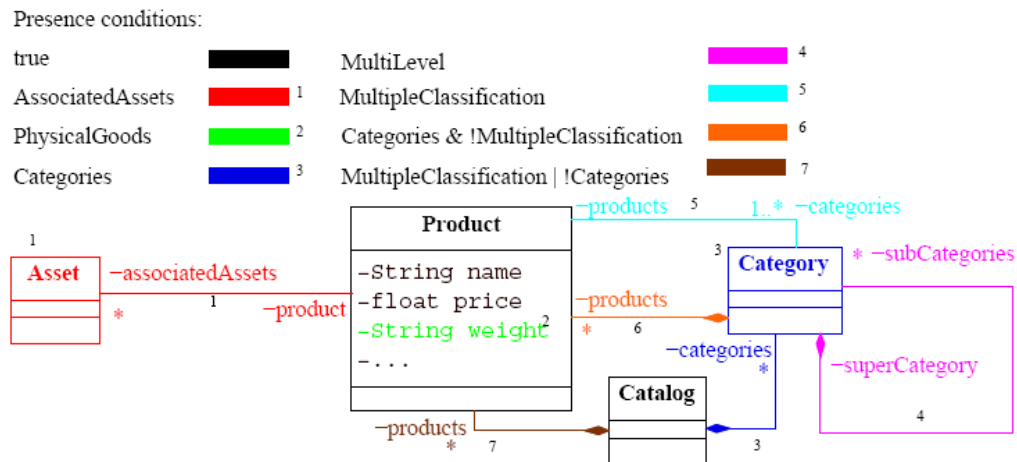 Presence conditions:
true
AssociatedAssets 1
PhysicalGoods 2
Categories 3
MultiLevel 4
MultipleClassification 5
Categories & !MultipleClassification 6
MultipleClassification | !Categories 7
1
Asset
−associatedAssets
*
1
−product
Product
-String name
-float price
-String weight 2
-...
−products 5 1..* −categories
3
Category
* −subCategories
−products
* 6
−categories
*
−superCategory
4
Catalog
−products
* 7
3